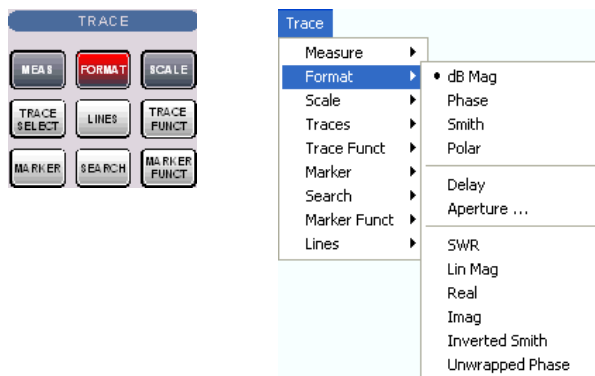 TRACE
MEAS FORMAT SCALE
TRACE SELECT LINES TRACE FUNCT
MARKER SEARCH MARKER FUNCT
Trace
Measure
Format
Scale
Traces
Trace Funct
Marker
Search
Marker Funct
Lines
dB Mag
Phase
Smith
Polar
Delay
Aperture ...
SWR
Lin Mag
Real
Imag
Inverted Smith
Unwrapped Phase